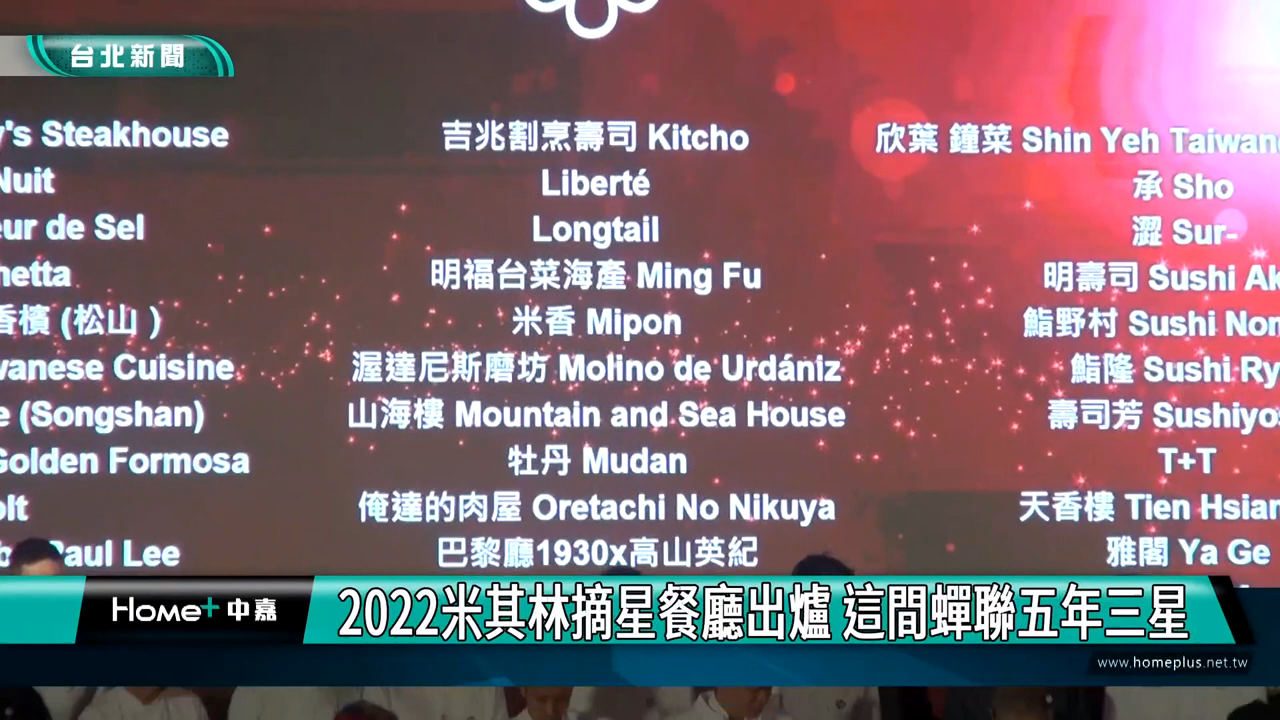 台北新聞
y's Steakhouse
Nuit
eur de Sel
netta
香檳 (松山 )
wanese Cuisine
e (Songshan)
Golden Formosa
olt
Paul Lee
吉兆割烹壽司 Kitcho
Liberté
Longtail
明福台菜海產 Ming Fu
米香 Mipon
渥達尼斯磨坊 Molino de Urdániz
山海樓 Mountain and Sea House
牡丹 Mudan
俺達的肉屋 Oretachi No Nikuya
巴黎廳1930x高山英紀
欣葉 鐘菜 Shin Yeh Taiwan
承 Sho
澀 Sur-
明壽司 Sushi Ak
鮨野村 Sushi Nom
鮨隆 Sushi Ry
壽司芳 Sushiyo
T+T
天香樓 Tien Hsian
雅閣 Ya Ge
Home+ 中嘉
2022米其林摘星餐廳出爐 這間蟬聯五年三星
www.homeplus.net.tw